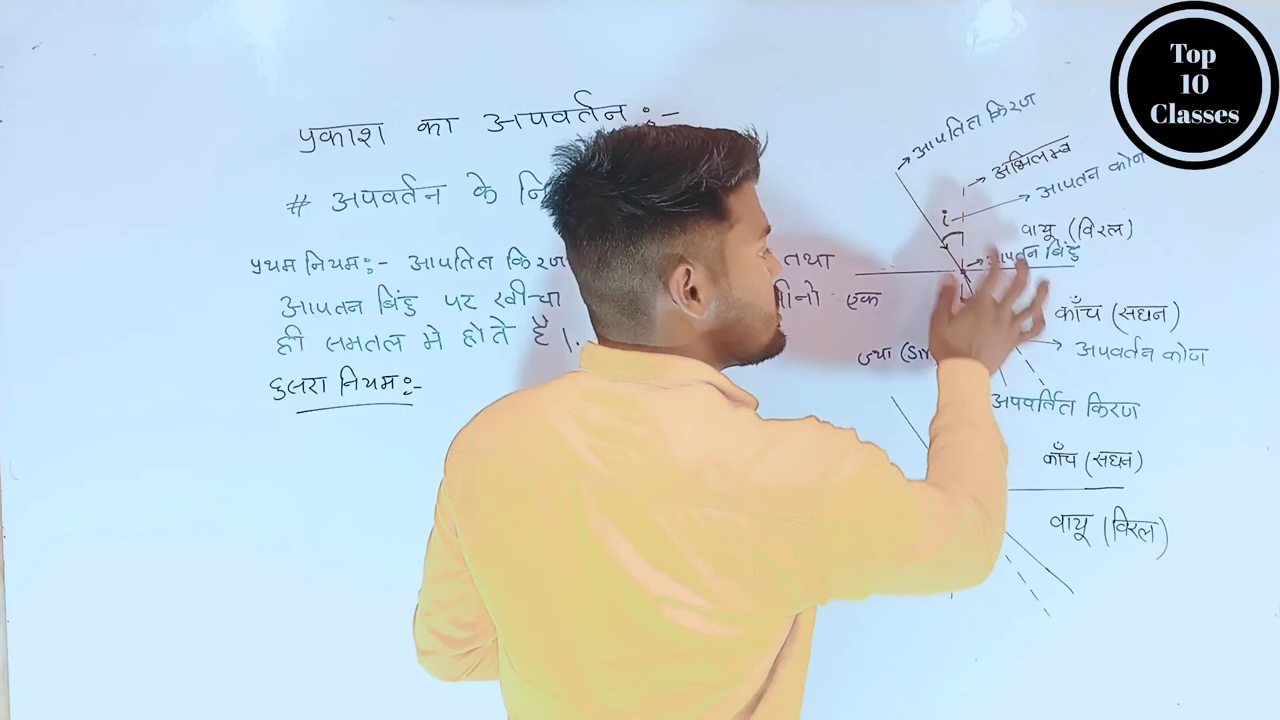 Top
10
Classes
प्रकाश का अपवर्तन :-
# अपवर्तन के नि
प्रथम नियम :- आपतित किरण तथा
आपतन बिंदु पर खींचा तीनो एक
ही समतल मे होते है।
दुसरा नियम :-
आपतित किरण
अभिलम्ब
आपतन कोण
i
वायू (विरल)
आपतन बिंदु
काँच (सघन)
ज्या (Sin
अपवर्तन कोण
अपवर्तित किरण
काँच (सघन)
वायू (विरल)